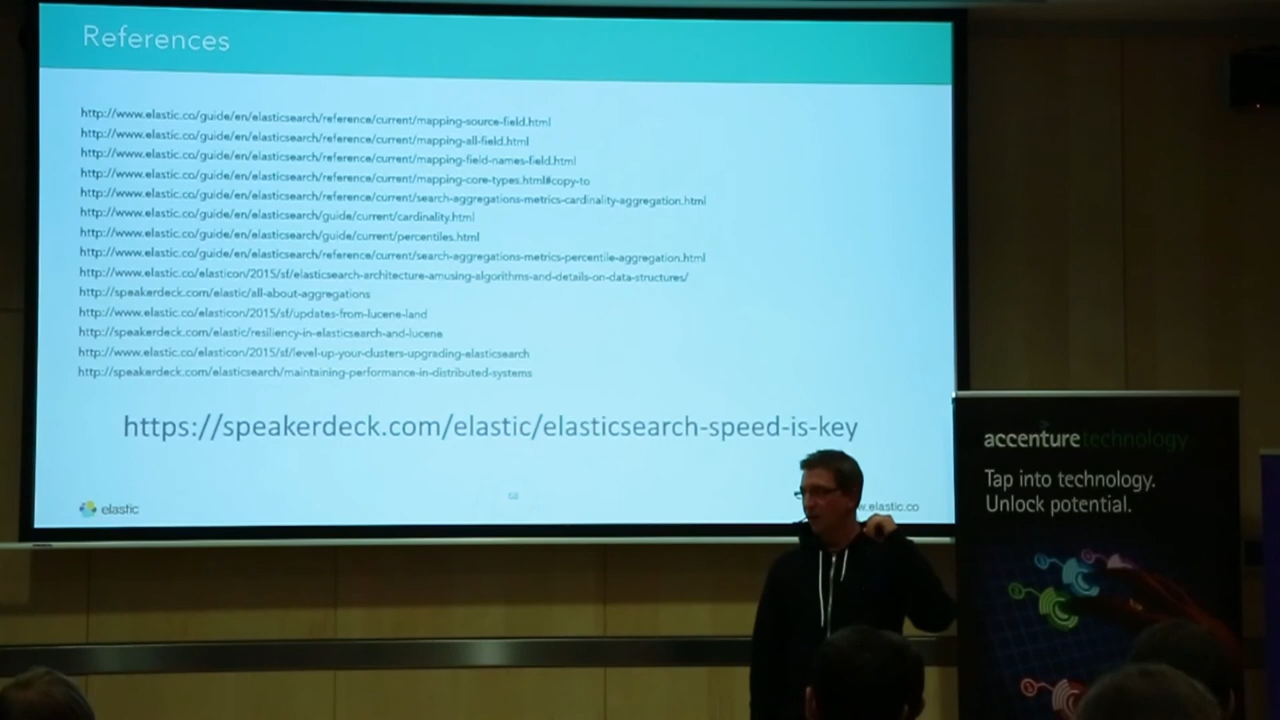 References
http://www.elastic.co/guide/en/elasticsearch/reference/current/mapping-source-field.html
http://www.elastic.co/guide/en/elasticsearch/reference/current/mapping-all-field.html
http://www.elastic.co/guide/en/elasticsearch/reference/current/mapping-field-names-field.html
http://www.elastic.co/guide/en/elasticsearch/reference/current/mapping-core-types.html#copy-to
http://www.elastic.co/guide/en/elasticsearch/reference/current/search-aggregations-metrics-cardinality-aggregation.html
http://www.elastic.co/guide/en/elasticsearch/guide/current/cardinality.html
http://www.elastic.co/guide/en/elasticsearch/guide/current/percentiles.html
http://www.elastic.co/guide/en/elasticsearch/reference/current/search-aggregations-metrics-percentile-aggregation.html
http://www.elastic.co/elasticon/2015/sf/elasticsearch-architecture-amusing-algorithms-and-details-on-data-structures/
http://speakerdeck.com/elastic/all-about-aggregations
http://www.elastic.co/elasticon/2015/sf/updates-from-lucene-land
http://speakerdeck.com/elastic/resiliency-in-elasticsearch-and-lucene
http://www.elastic.co/elasticon/2015/sf/level-up-your-clusters-upgrading-elasticsearch
http://speakerdeck.com/elasticsearch/maintaining-performance-in-distributed-systems
https://speakerdeck.com/elastic/elasticsearch-speed-is-key
elastic
w.elastic.co
accenturetechnology
Tap into technology.
Unlock potential.